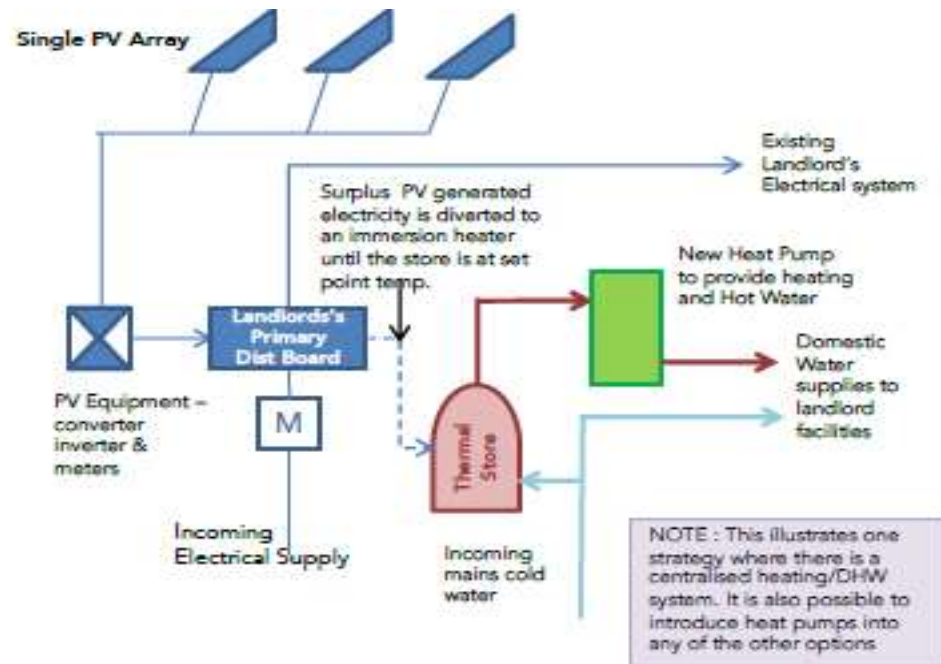 Single PV Array
Existing
Landlord's
Electrical system
Surplus PV generated
electricity is diverted to
an immersion heater
until the store is at set
point temp.
New Heat Pump
to provide heating
and Hot Water
Landlords's
Primary
Dist Board
Domestic
Water
supplies to
landlord
facilities
PV Equipment –
converter
inverter &
meters
M
Thermal
Store
Incoming
Electrical Supply
Incoming
mains cold
water
NOTE : This illustrates one
strategy where there is a
centralised heating/DHW
system. It is also possible to
introduce heat pumps into
any of the other options